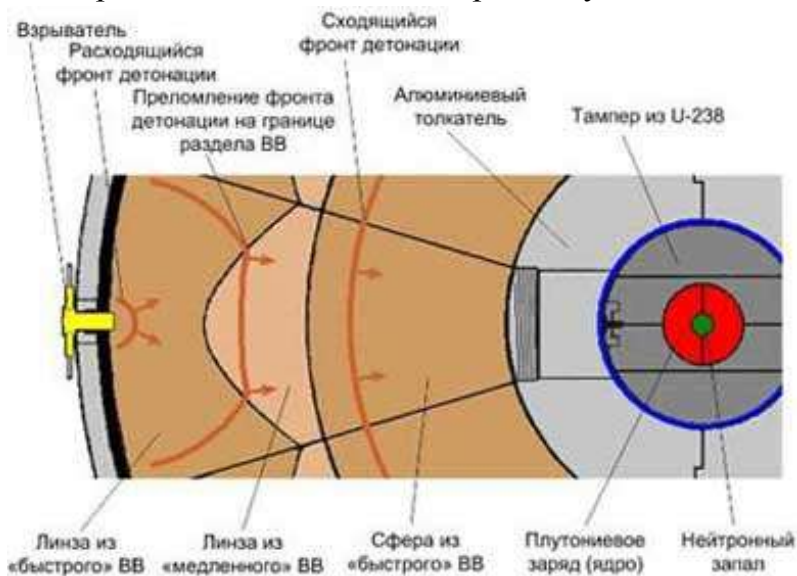 Взрыватель
Расходящийся
фронт детонации
Преломление фронта
детонации на границе
раздела ВВ
Сходящийся
фронт детонации
Алюминиевый
толкатель
Тампер из U-238
Линза из
«быстрого» ВВ
Линза из
«медленного» ВВ
Сфера из
«быстрого» ВВ
Плутониевое
заряд (ядро)
Нейтронный
запал